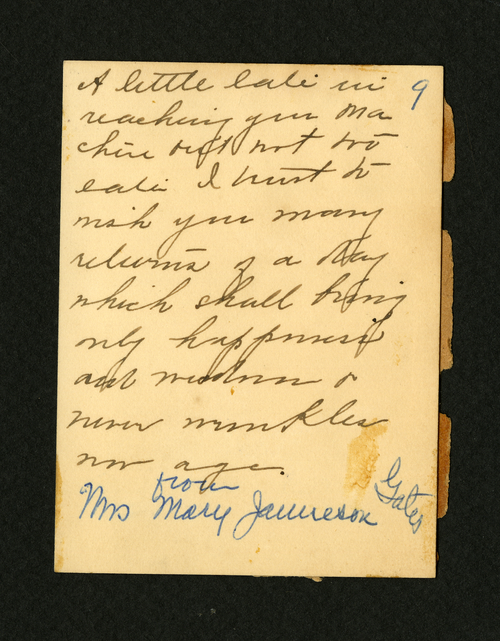 A little late in
9
reaching you Ma
chère but not too
late I trust to
wish you many
returns of a day
which shall bring
only happiness
and wisdom &
never wrinkles
nor age.
from
Mrs Mary Jamieson
Gates